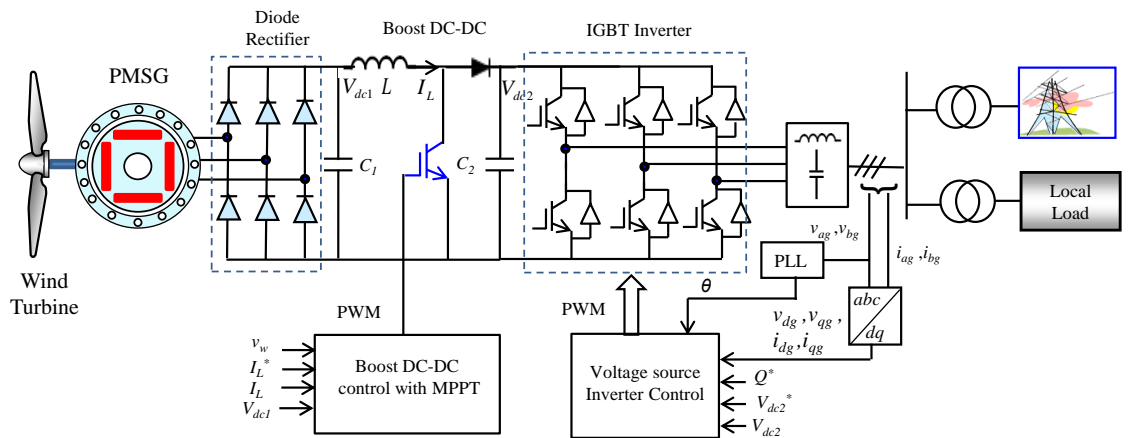 Diode
Rectifier
Boost DC-DC
IGBT Inverter
PMSG
V_dc1 L I_L V_dc2
C_1
C_2
Wind
Turbine
PWM
PWM
v_w
I_L^*
I_L
V_dc1
Boost DC-DC
control with MPPT
θ
PLL
v_ag ,v_bg
i_ag ,i_bg
v_dg ,v_qg ,
i_dg ,i_qg
abc
dq
Voltage source
Inverter Control
Q^*
V_dc2^*
V_dc2
Local
Load